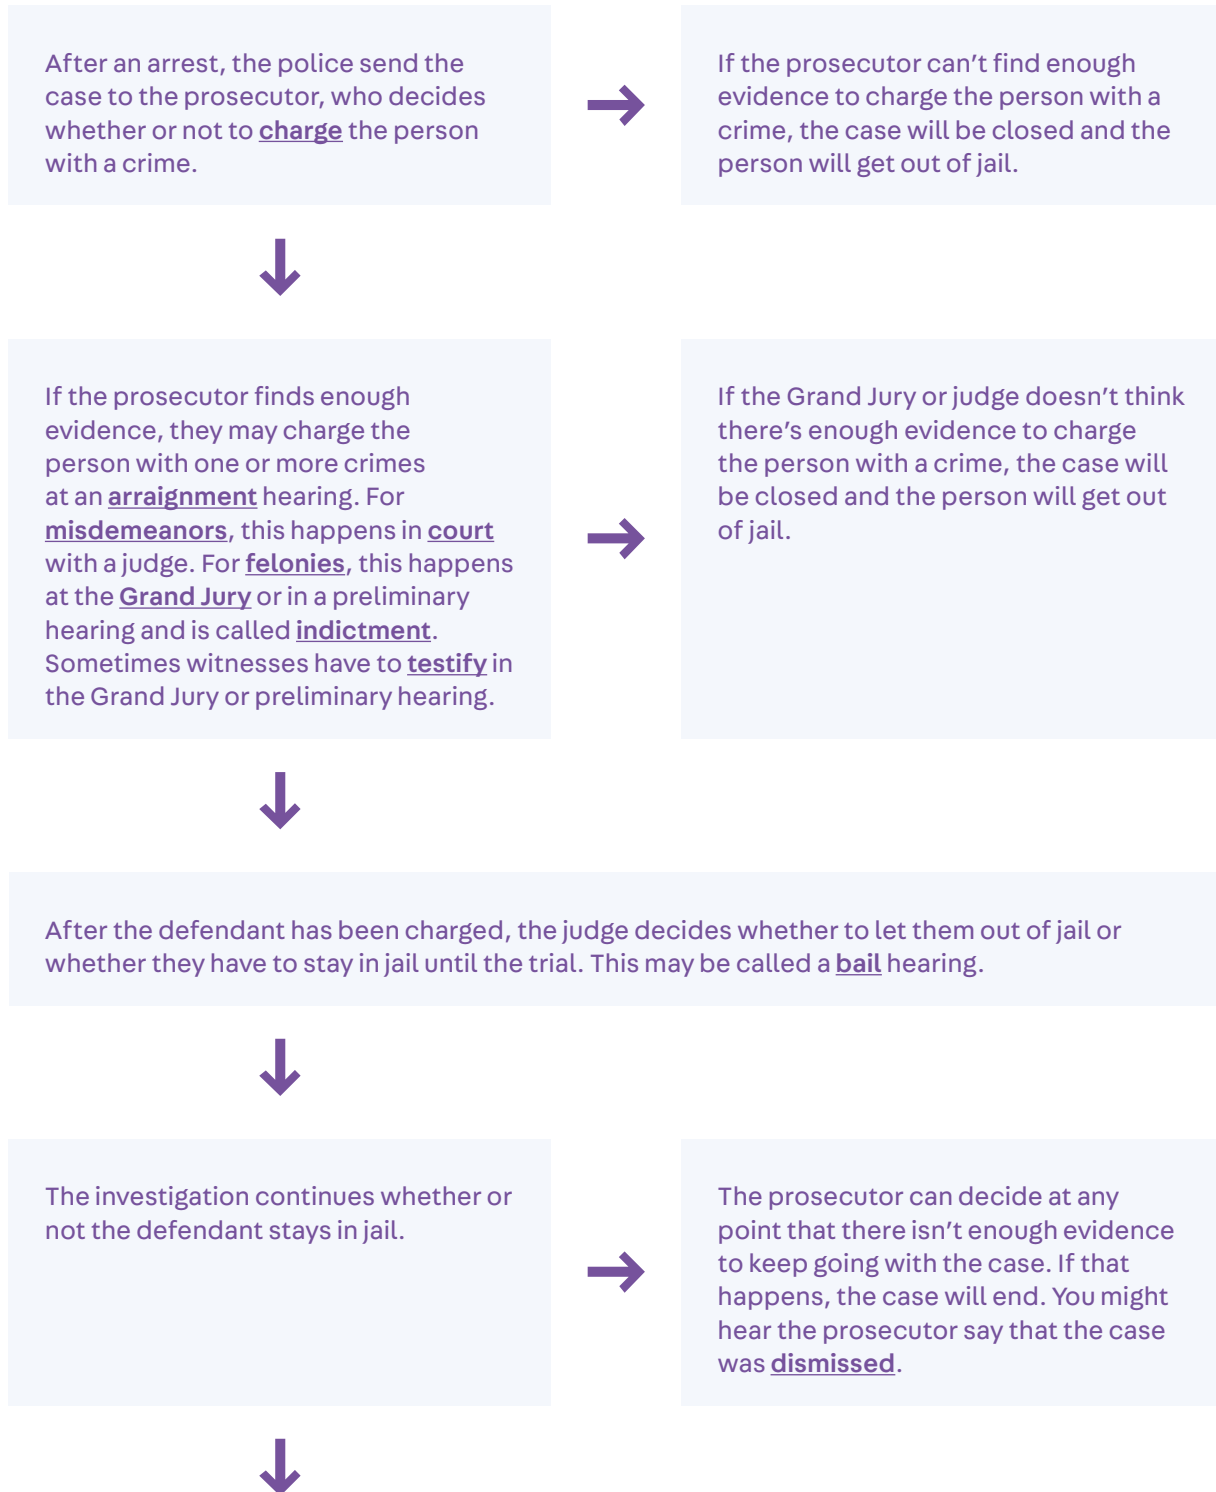 After an arrest, the police send the
case to the prosecutor, who decides
whether or not to charge the person
with a crime.
If the prosecutor can’t find enough
evidence to charge the person with a
crime, the case will be closed and the
person will get out of jail.
If the prosecutor finds enough
evidence, they may charge the
person with one or more crimes
at an arraignment hearing. For
misdemeanors, this happens in court
with a judge. For felonies, this happens
at the Grand Jury or in a preliminary
hearing and is called indictment.
Sometimes witnesses have to testify in
the Grand Jury or preliminary hearing.
If the Grand Jury or judge doesn’t think
there’s enough evidence to charge
the person with a crime, the case will
be closed and the person will get out
of jail.
After the defendant has been charged, the judge decides whether to let them out of jail or
whether they have to stay in jail until the trial. This may be called a bail hearing.
The investigation continues whether or
not the defendant stays in jail.
The prosecutor can decide at any
point that there isn’t enough evidence
to keep going with the case. If that
happens, the case will end. You might
hear the prosecutor say that the case
was dismissed.